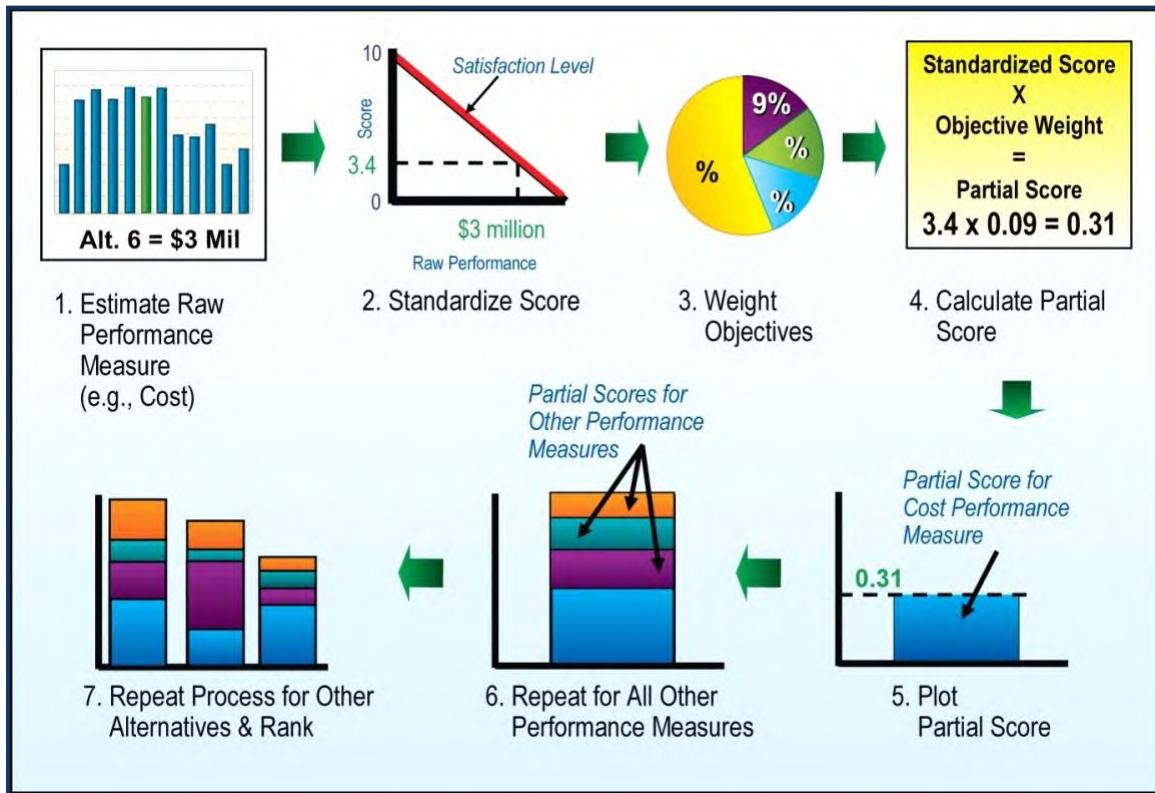 Alt. 6 = $3 Mil
1. Estimate Raw
Performance
Measure
(e.g., Cost)
10
Score
3.4
0
Satisfaction Level
$3 million
Raw Performance
2. Standardize Score
9%
%
%
%
3. Weight
Objectives
Standardized Score
X
Objective Weight
=
Partial Score
3.4 x 0.09 = 0.31
4. Calculate Partial
Score
Partial Score for
Cost Performance
Measure
0.31
5. Plot
Partial Score
Partial Scores for
Other Performance
Measures
6. Repeat for All Other
Performance Measures
7. Repeat Process for Other
Alternatives & Rank